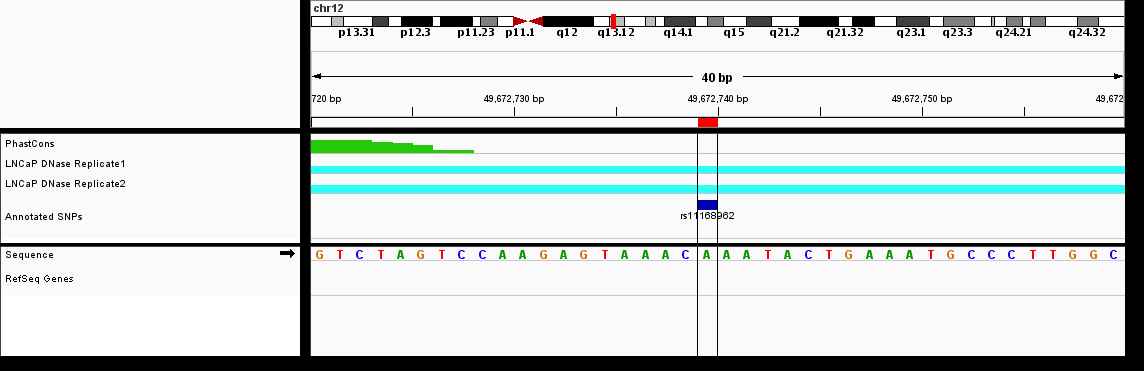 chr12
p13.31 p12.3 p11.23 p11.1 q12 q13.12 q14.1 q15 q21.2 q21.32 q23.1 q23.3 q24.21 q24.32
40 bp
720 bp 49,672,730 bp 49,672,740 bp 49,672,750 bp 49,672
PhastCons
LNCaP DNase Replicate1
LNCaP DNase Replicate2
Annotated SNPs
rs11168962
Sequence G T C T A G T C C A A G A G T A A A C A A A T A C T G A A A T G C C C T T G G C
RefSeq Genes